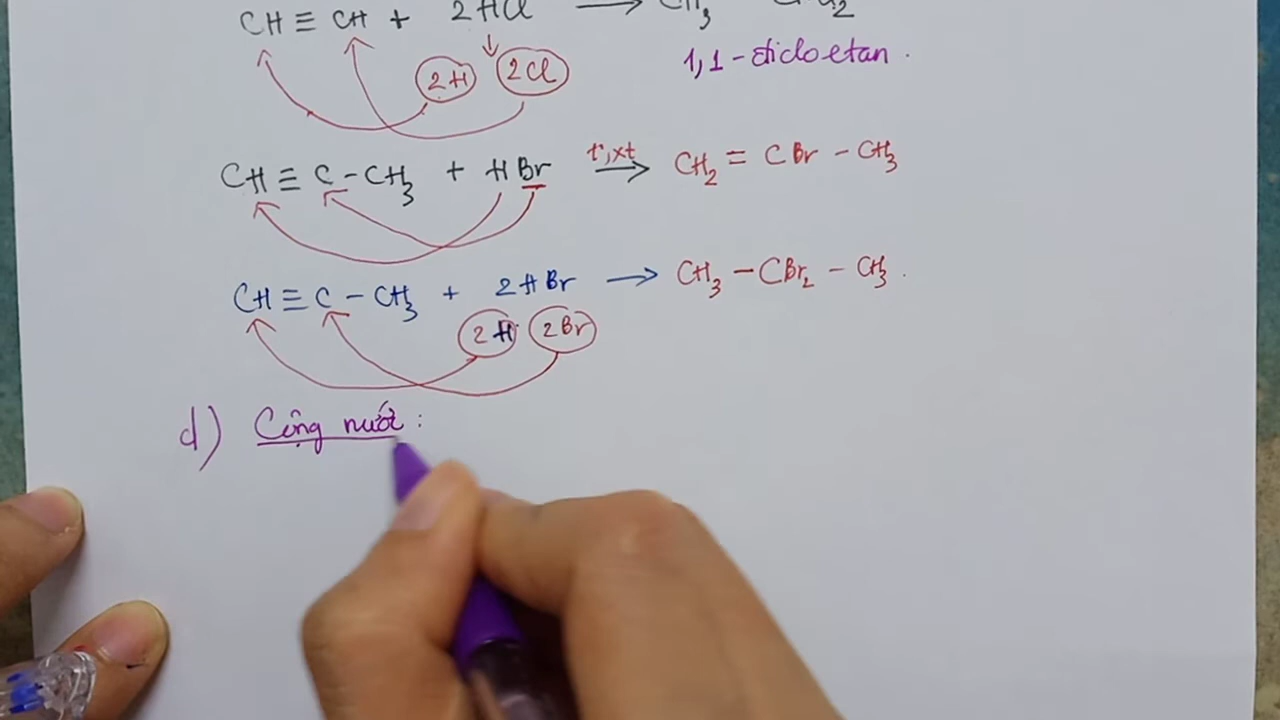 CH ≡ CH + 2HCl → CH₃
2H 2Cl 1,1-đicloetan.
CH ≡ C - CH₃ + HBr t°,xt → CH₂ = CBr - CH₃
CH ≡ C - CH₃ + 2HBr → CH₃ - CBr₂ - CH₃.
2H 2Br
d) Cộng nước: